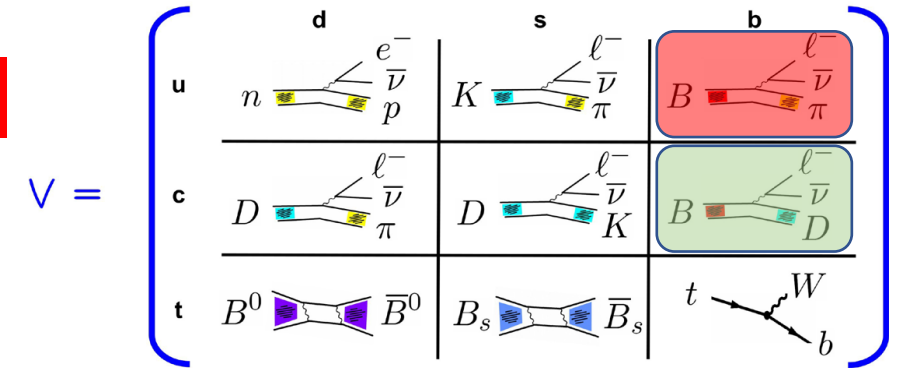 d s b
u n e⁻ ν̄ p K ℓ⁻ ν̄ π B ℓ⁻ ν̄ π
V = c D ℓ⁻ ν̄ π D ℓ⁻ ν̄ K B ℓ⁻ ν̄ D
t B⁰ B̄⁰ Bₛ B̄ₛ t W b